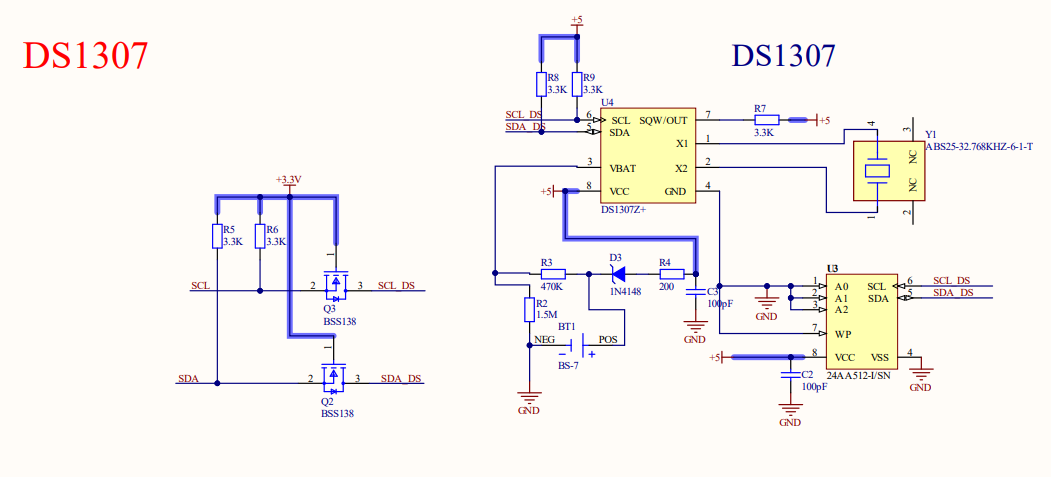 DS1307
DS1307
+5
R8
3.3K
R9
3.3K
U4
SCL_DS
SDA_DS
6
5
SCL
SDA
SQW/OUT
7
R7
3.3K
+5
X1
1
X2
2
3
VBAT
+5
8
VCC
GND
4
DS1307Z+
4
3
Y1
ABS25-32.768KHZ-6-1-T
NC
NC
1
2
+3.3V
R5
3.3K
R6
3.3K
1
SCL
2
3
SCL_DS
Q3
BSS138
1
SDA
2
3
SDA_DS
Q2
BSS138
R3
470K
D3
1N4148
R4
200
C3
100pF
GND
R2
1.5M
BT1
NEG
POS
BS-7
GND
GND
U3
1
A0
2
A1
3
A2
7
WP
8
VCC
SCL
6
SCL_DS
SDA
5
SDA_DS
VSS
4
24AA512-I/SN
+5
C2
100pF
GND
GND